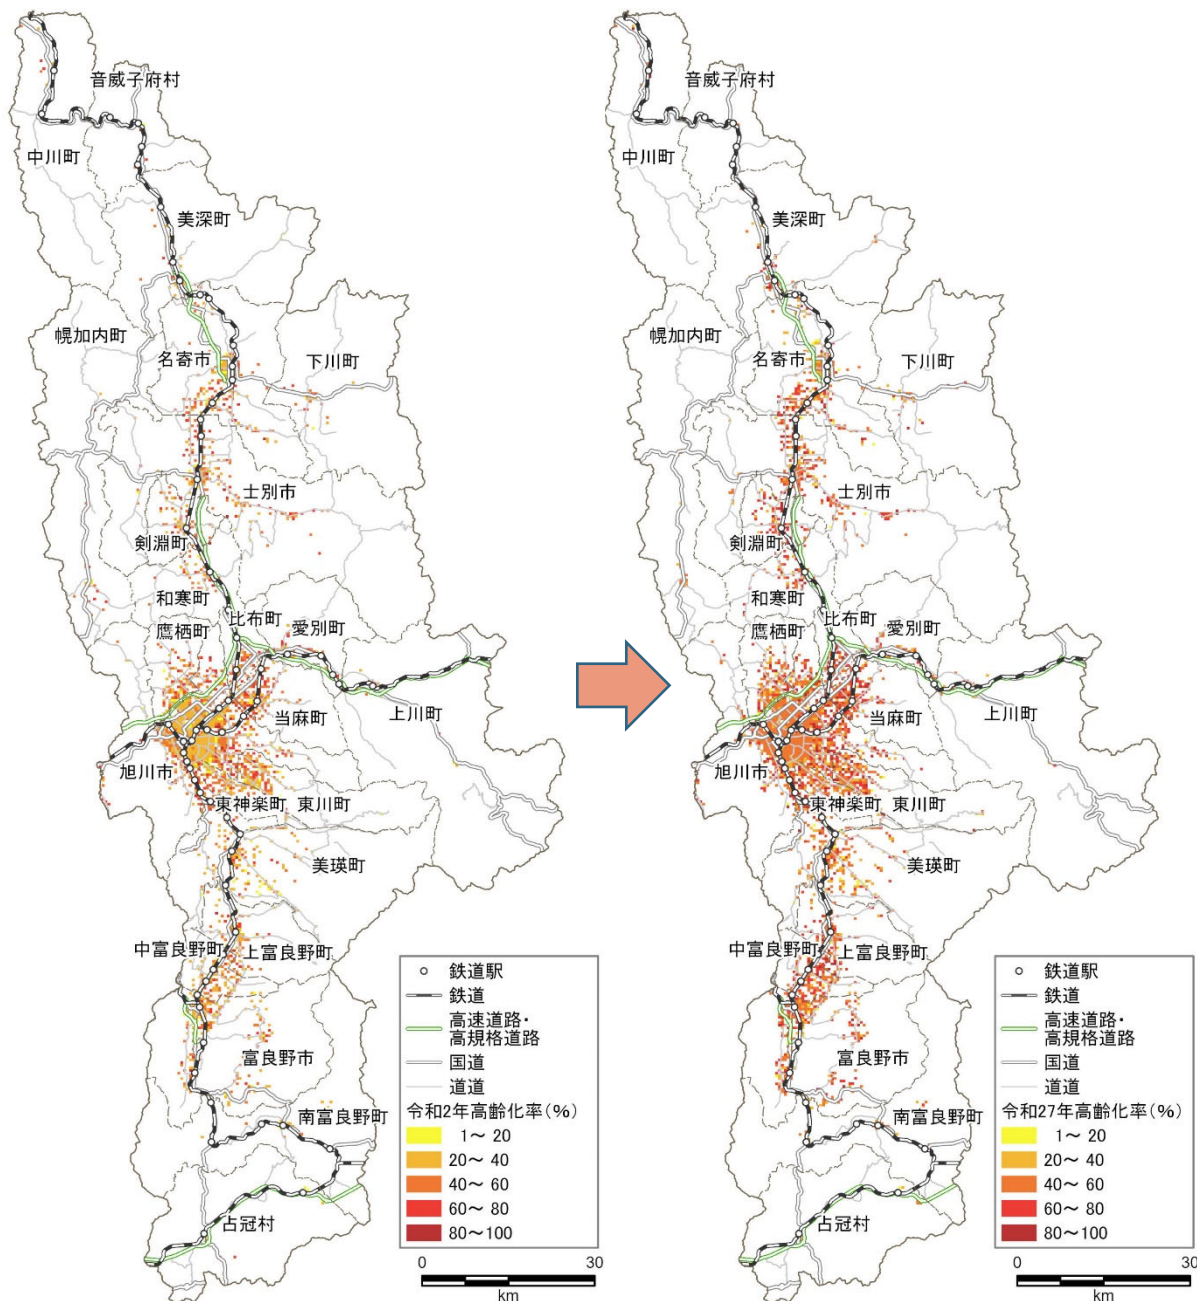 音威子府村
中川町
美深町
幌加内町
名寄市
下川町
士別市
剣淵町
和寒町
比布町
鷹栖町
愛別町
当麻町
上川町
旭川市
東神楽町
東川町
美瑛町
中富良野町
上富良野町
富良野市
南富良野町
占冠村
鉄道駅
鉄道
高速道路・
高規格道路
国道
道道
令和2年高齢化率(%)
1~ 20
20~ 40
40~ 60
60~ 80
80~100
0 30
km
音威子府村
中川町
美深町
幌加内町
名寄市
下川町
士別市
剣淵町
和寒町
比布町
鷹栖町
愛別町
当麻町
上川町
旭川市
東神楽町
東川町
美瑛町
中富良野町
上富良野町
富良野市
南富良野町
占冠村
鉄道駅
鉄道
高速道路・
高規格道路
国道
道道
令和27年高齢化率(%)
1~ 20
20~ 40
40~ 60
60~ 80
80~100
0 30
km